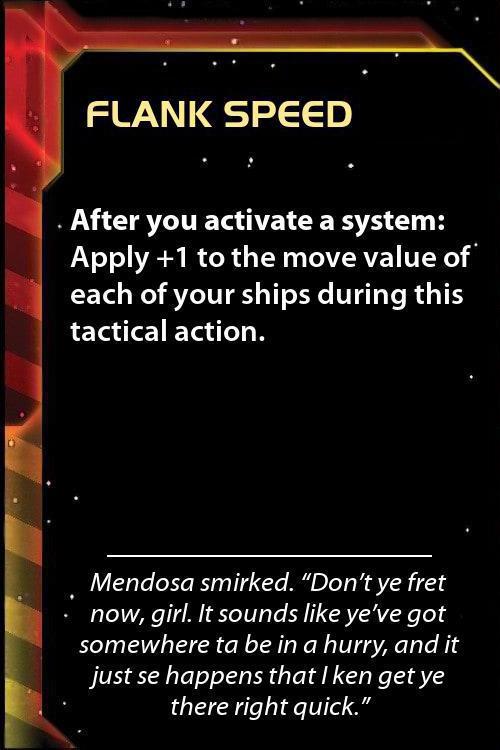 FLANK SPEED
After you activate a system:
Apply +1 to the move value of
each of your ships during this
tactical action.
Mendosa smirked. “Don’t ye fret
now, girl. It sounds like ye’ve got
somewhere ta be in a hurry, and it
just se happens that I ken get ye
there right quick.”